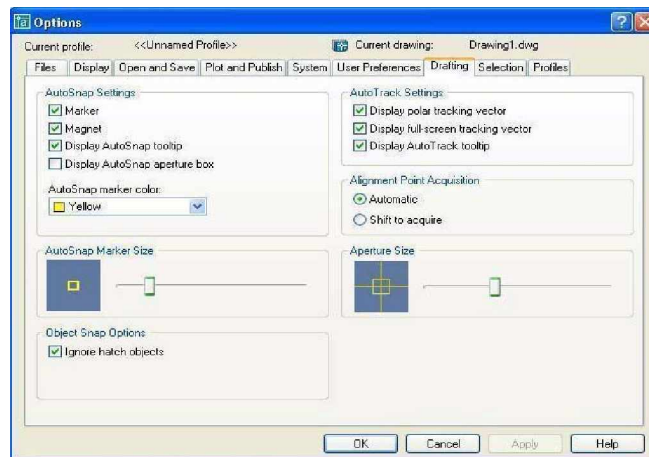 Options
Current profile: <<Unnamed Profile>> Current drawing: Drawing1.dwg
Files Display Open and Save Plot and Publish System User Preferences Drafting Selection Profiles
AutoSnap Settings
Marker
Magnet
Display AutoSnap tooltip
Display AutoSnap aperture box
AutoSnap marker color:
Yellow
AutoTrack Settings
Display polar tracking vector
Display full-screen tracking vector
Display AutoTrack tooltip
Alignment Point Acquisition
Automatic
Shift to acquire
AutoSnap Marker Size
Aperture Size
Object Snap Options
Ignore hatch objects
OK Cancel Apply Help